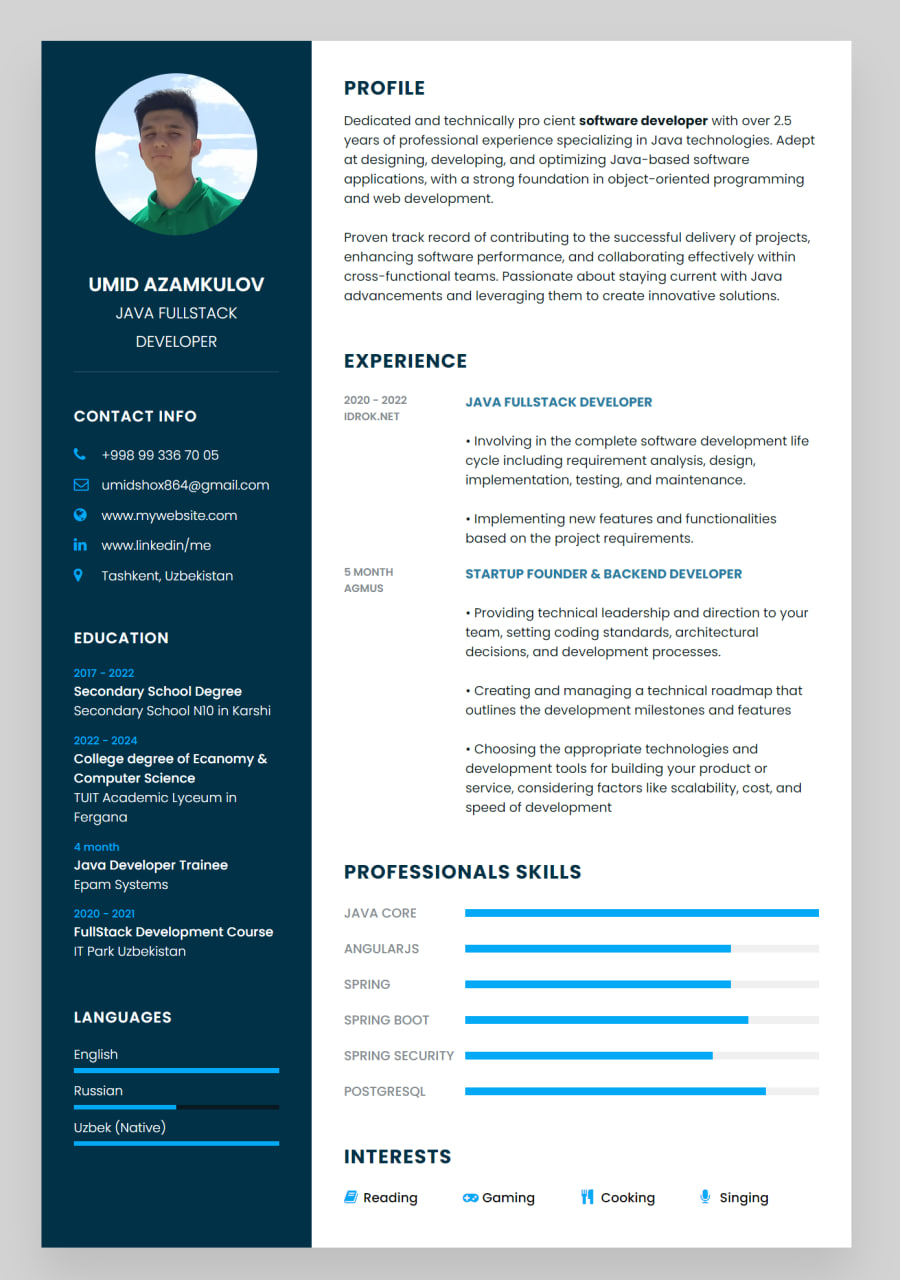 UMID AZAMKULOV
JAVA FULLSTACK
DEVELOPER
CONTACT INFO
+998 99 336 70 05
umidshox864@gmail.com
www.mywebsite.com
www.linkedin/me
Tashkent, Uzbekistan
EDUCATION
2017 - 2022
Secondary School Degree
Secondary School N10 in Karshi
2022 - 2024
College degree of Ecanomy &
Computer Science
TUIT Academic Lyceum in
Fergana
4 month
Java Developer Trainee
Epam Systems
2020 - 2021
FullStack Development Course
IT Park Uzbekistan
LANGUAGES
English
Russian
Uzbek (Native)
PROFILE
Dedicated and technically pro cient software developer with over 2.5
years of professional experience specializing in Java technologies. Adept
at designing, developing, and optimizing Java-based software
applications, with a strong foundation in object-oriented programming
and web development.
Proven track record of contributing to the successful delivery of projects,
enhancing software performance, and collaborating effectively within
cross-functional teams. Passionate about staying current with Java
advancements and leveraging them to create innovative solutions.
EXPERIENCE
2020 - 2022
IDROK.NET
JAVA FULLSTACK DEVELOPER
• Involving in the complete software development life
cycle including requirement analysis, design,
implementation, testing, and maintenance.
• Implementing new features and functionalities
based on the project requirements.
5 MONTH
AGMUS
STARTUP FOUNDER & BACKEND DEVELOPER
• Providing technical leadership and direction to your
team, setting coding standards, architectural
decisions, and development processes.
• Creating and managing a technical roadmap that
outlines the development milestones and features
• Choosing the appropriate technologies and
development tools for building your product or
service, considering factors like scalability, cost, and
speed of development
PROFESSIONALS SKILLS
JAVA CORE
ANGULARJS
SPRING
SPRING BOOT
SPRING SECURITY
POSTGRESQL
INTERESTS
Reading
Gaming
Cooking
Singing